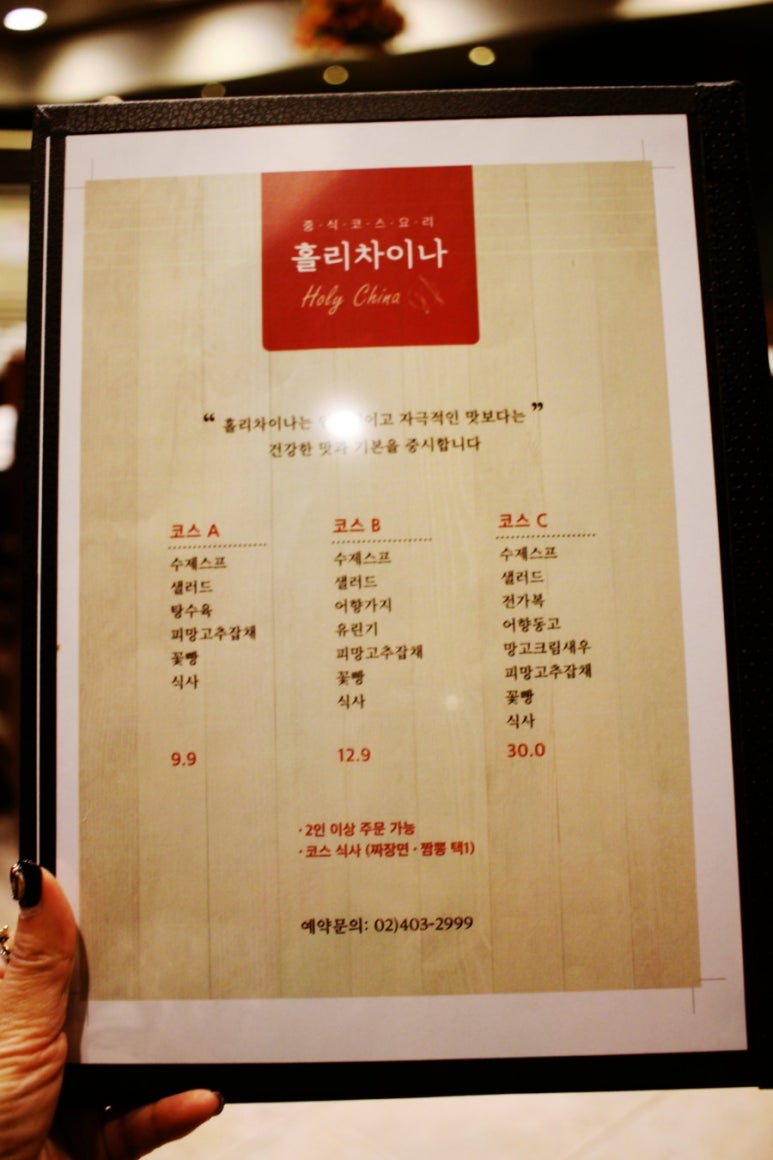 중·식·코·스·요·리
홀리차이나
Holy China
“ 홀리차이나는 자극적인 맛보다는 ”
건강한 맛과 기본을 중시합니다
코스 A
수제스프
샐러드
탕수육
피망고추잡채
꽃빵
식사
9.9
코스 B
수제스프
샐러드
어향가지
유린기
피망고추잡채
꽃빵
식사
12.9
코스 C
수제스프
샐러드
전가복
어향동고
망고크림새우
피망고추잡채
꽃빵
식사
30.0
· 2인 이상 주문 가능
· 코스 식사 (짜장면 · 짬뽕 택1)
예약문의: 02)403-2999